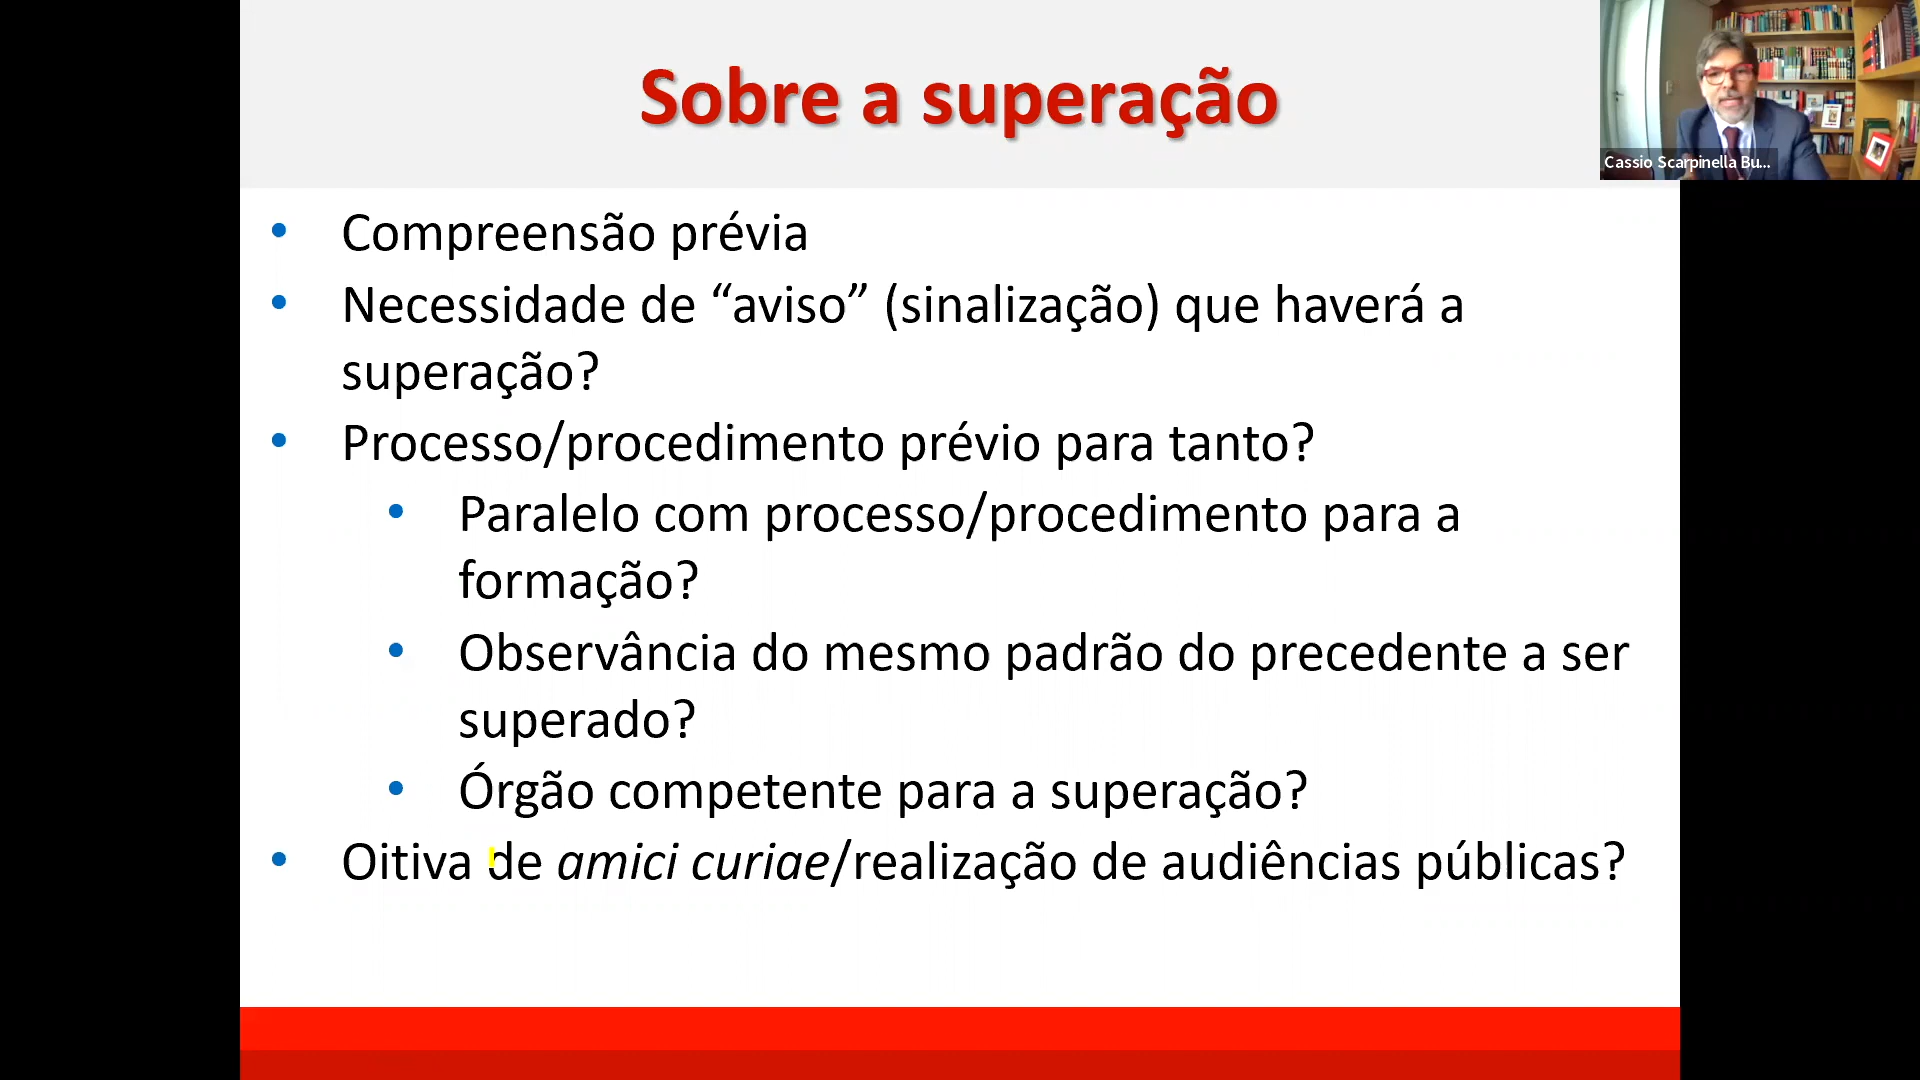 Sobre a superação
Cassio Scarpinella Bu...
• Compreensão prévia
• Necessidade de “aviso” (sinalização) que haverá a
superação?
• Processo/procedimento prévio para tanto?
• Paralelo com processo/procedimento para a
formação?
• Observância do mesmo padrão do precedente a ser
superado?
• Órgão competente para a superação?
• Oitiva de amici curiae/realização de audiências públicas?